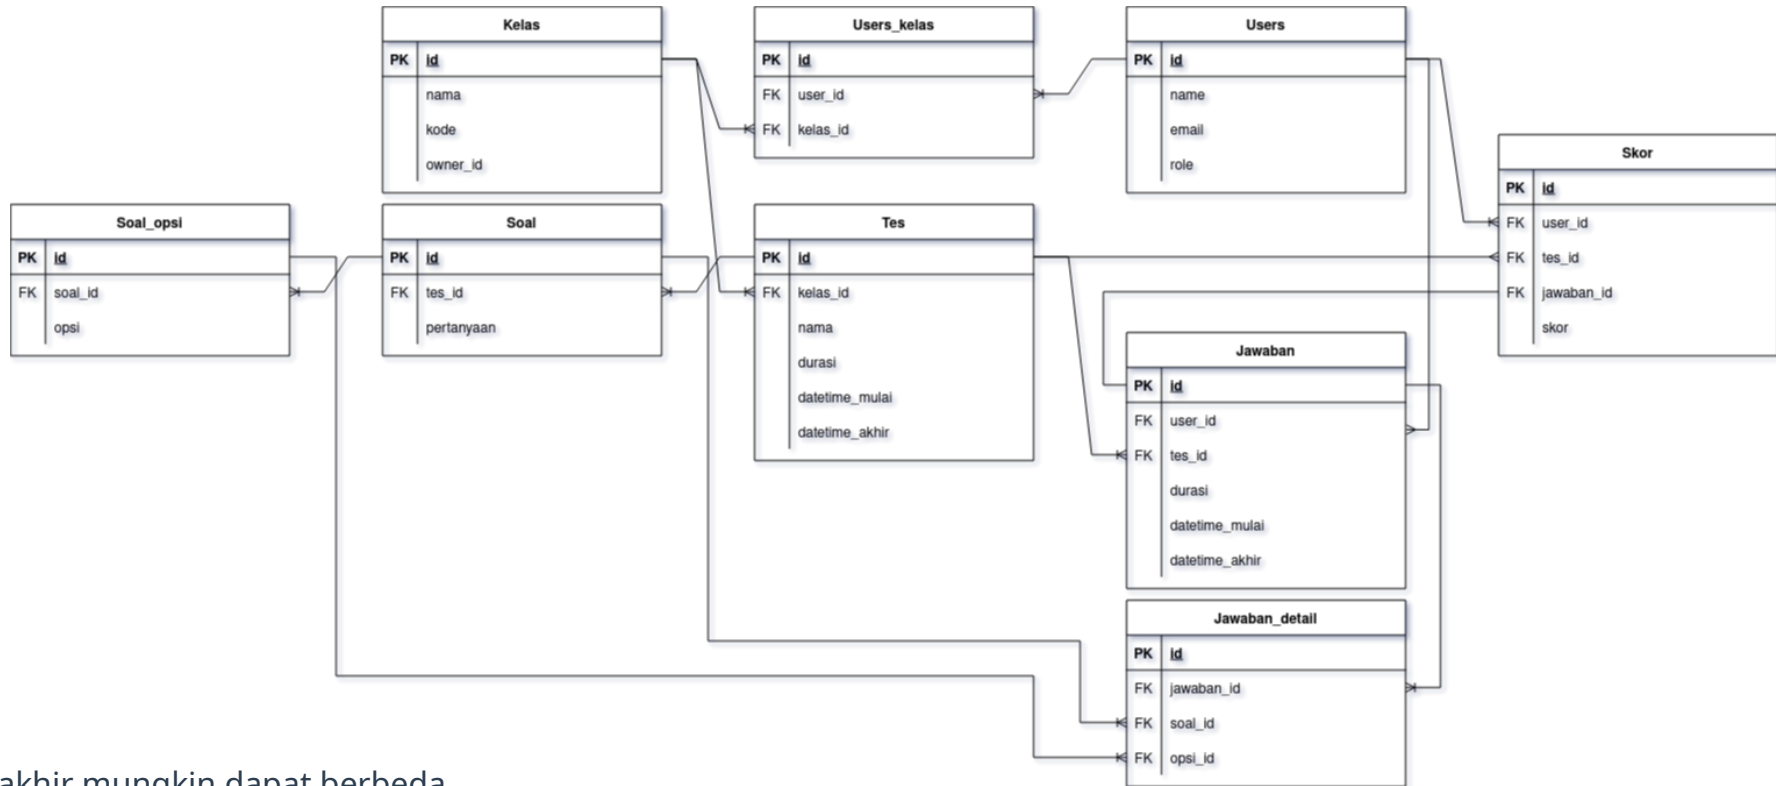 Kelas
PK id
nama
kode
owner_id
Users_kelas
PK id
FK user_id
FK kelas_id
Users
PK id
name
email
role
Skor
PK id
FK user_id
FK tes_id
FK jawaban_id
skor
Soal_opsi
PK id
FK soal_id
opsi
Soal
PK id
FK tes_id
pertanyaan
Tes
PK id
FK kelas_id
nama
durasi
datetime_mulai
datetime_akhir
Jawaban
PK id
FK user_id
FK tes_id
durasi
datetime_mulai
datetime_akhir
Jawaban_detail
PK id
FK jawaban_id
FK soal_id
FK opsi_id
akhir mungkin dapat berbeda